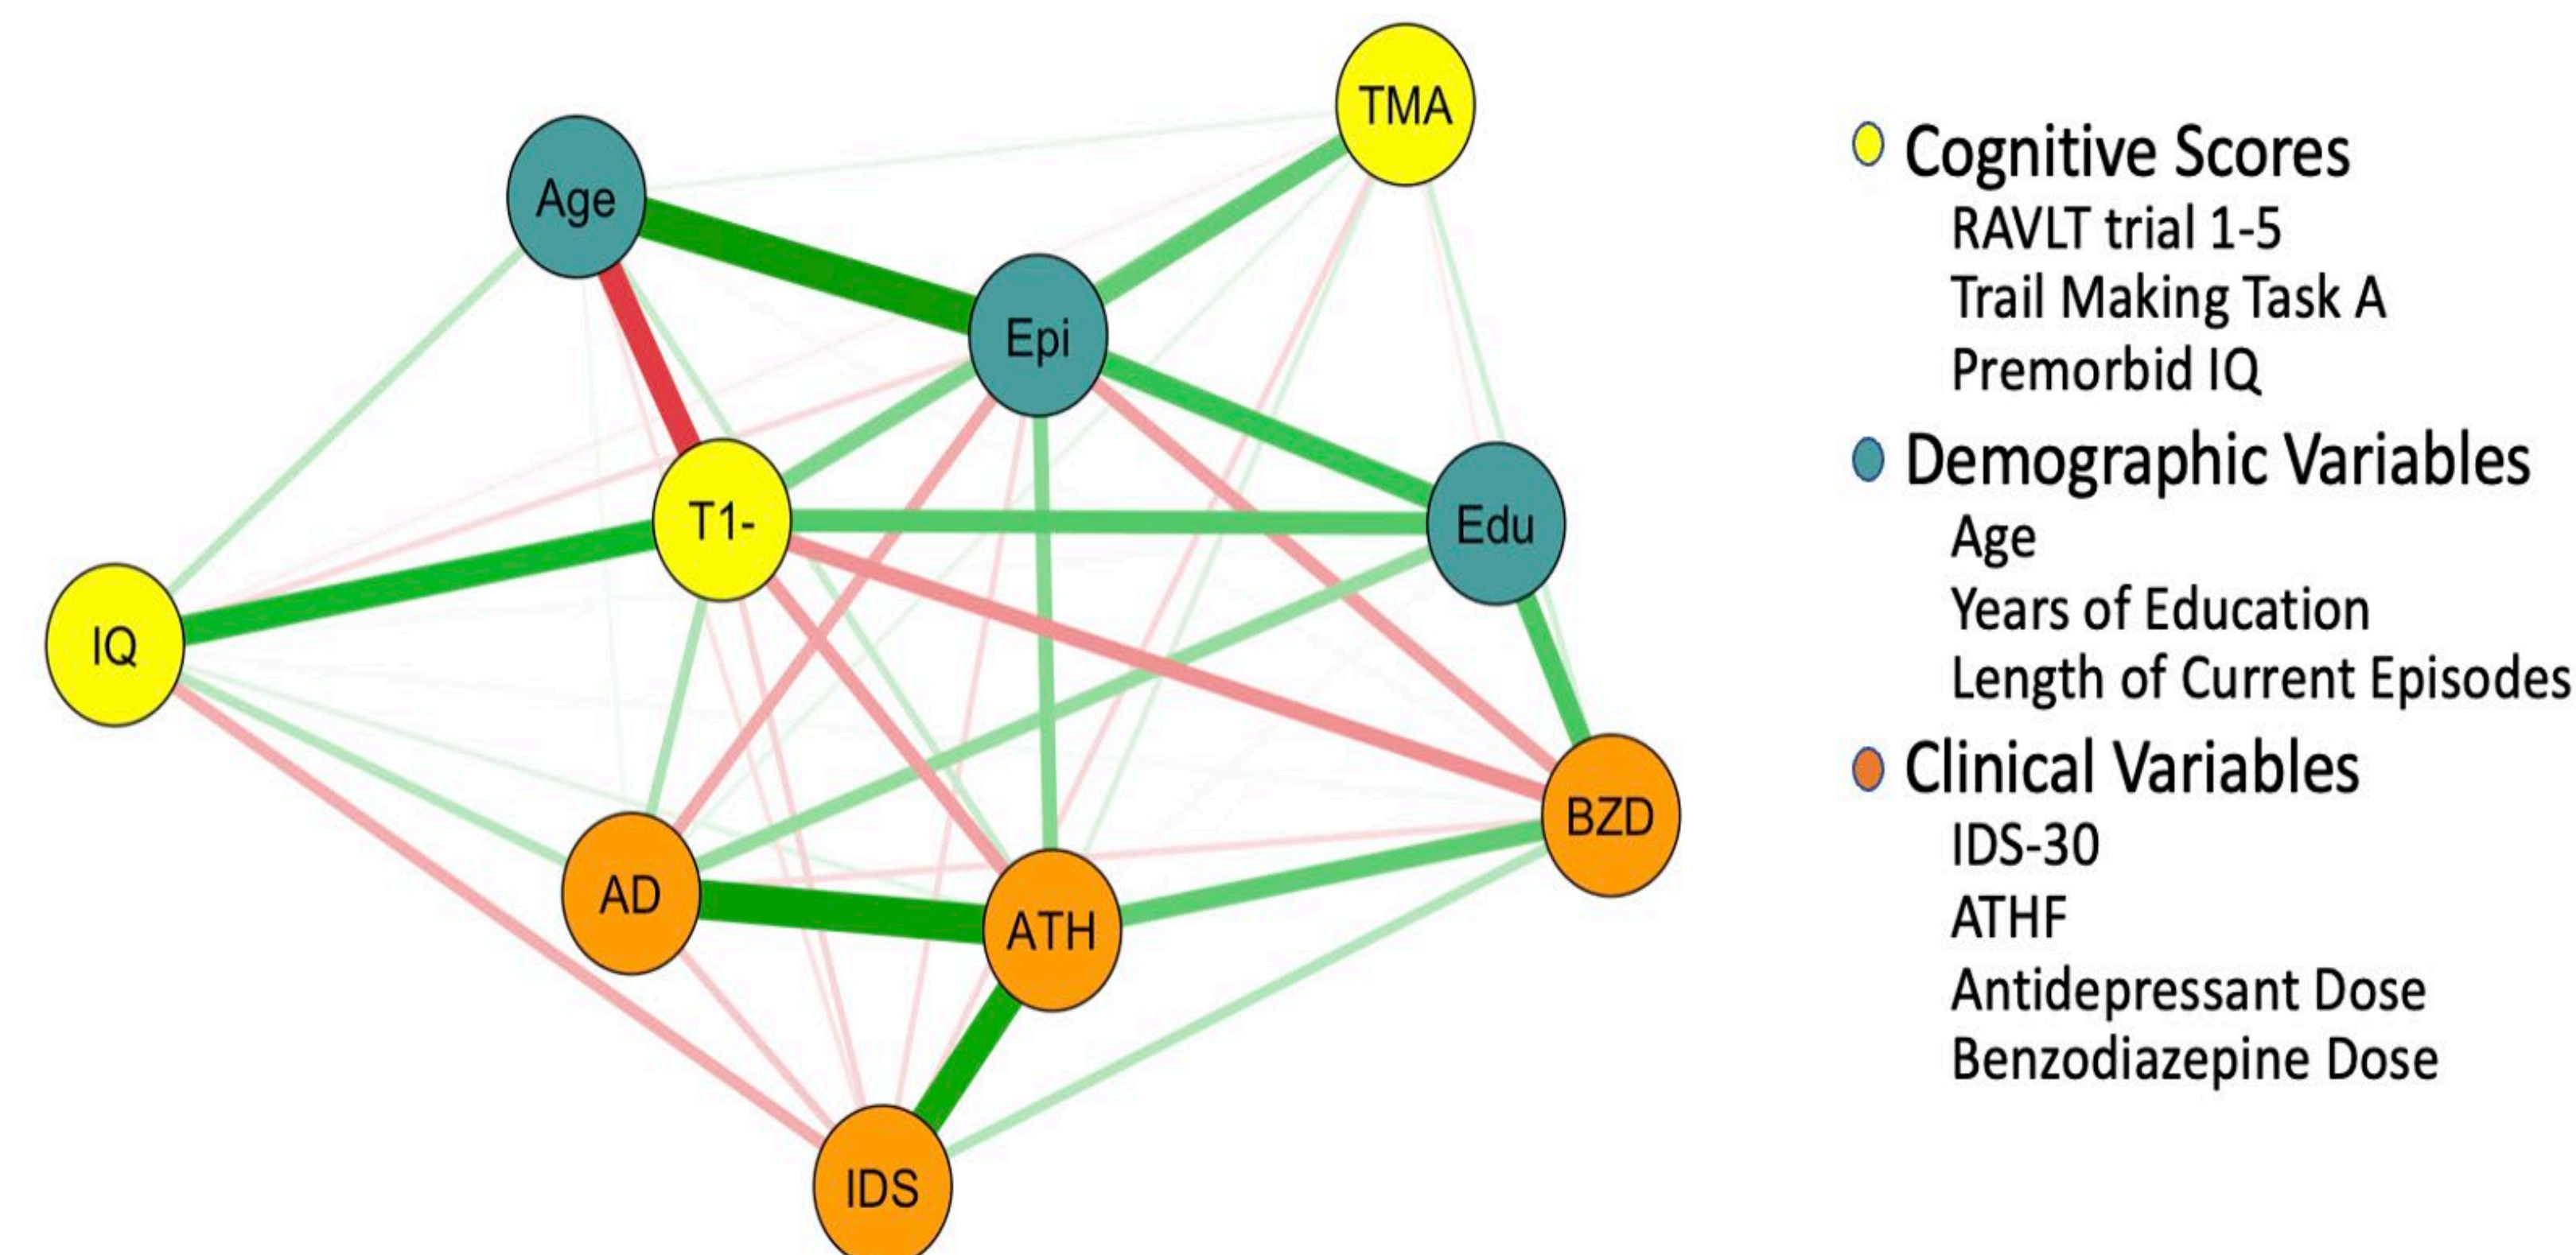 TMA
Age
Epi
T1-
Edu
IQ
BZD
AD
ATH
IDS
Cognitive Scores
RAVLT trial 1-5
Trail Making Task A
Premorbid IQ
Demographic Variables
Age
Years of Education
Length of Current Episodes
Clinical Variables
IDS-30
ATHF
Antidepressant Dose
Benzodiazepine Dose